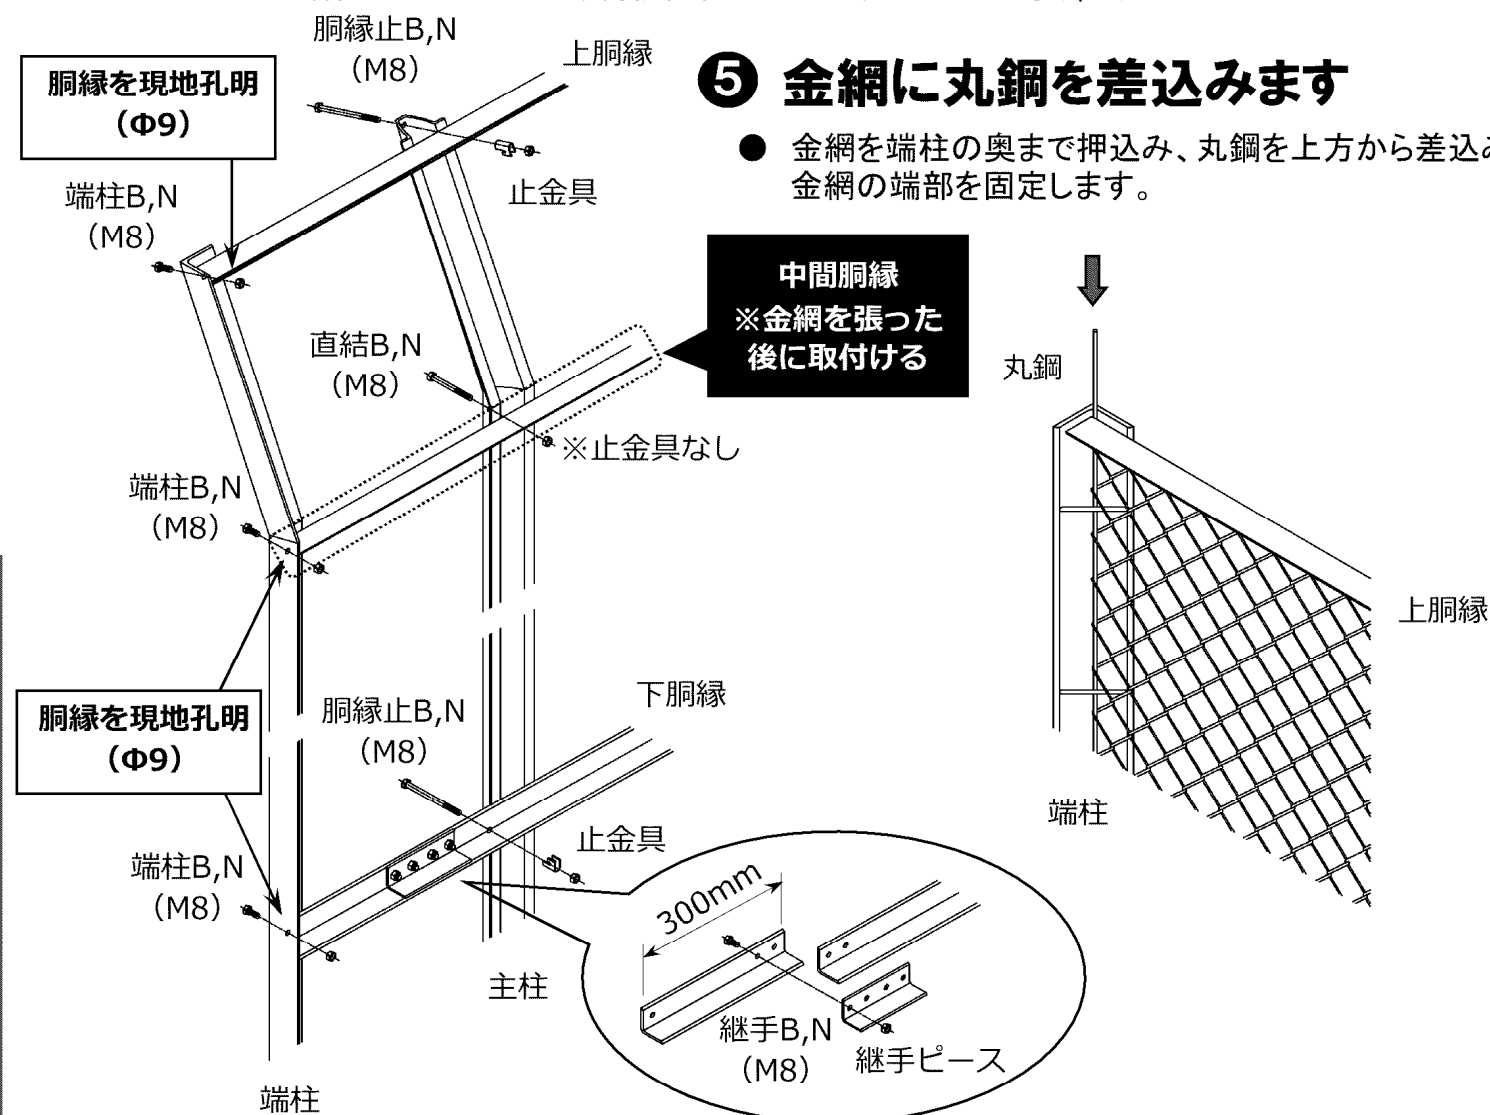 胴縁止B,N
（M8）
上胴縁
胴縁を現地孔明
（Φ9）
端柱B,N
（M8）
止金具
❺ 金網に丸鋼を差込みます
● 金網を端柱の奥まで押込み、丸鋼を上方から差込み
金網の端部を固定します。
中間胴縁
※金網を張った
後に取付ける
直結B,N
（M8）
※止金具なし
丸鋼
端柱B,N
（M8）
上胴縁
胴縁を現地孔明
（Φ9）
胴縁止B,N
（M8）
下胴縁
端柱
止金具
端柱B,N
（M8）
300mm
主柱
継手B,N
（M8）
継手ピース
端柱